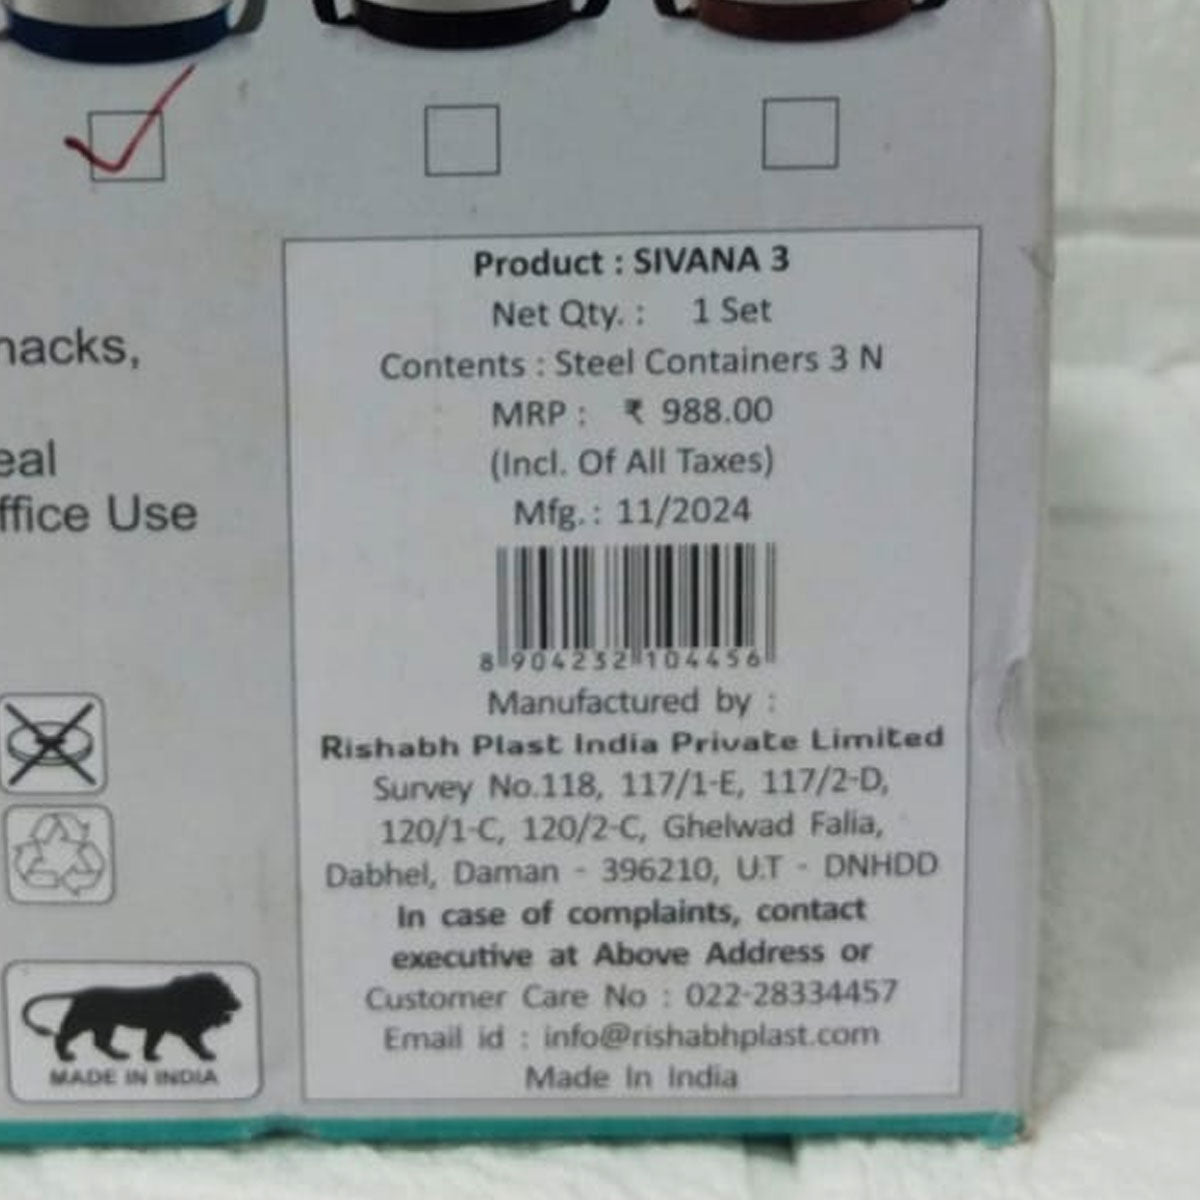 nacks,
eal
ffice Use
MADE IN INDIA
Product : SIVANA 3
Net Qty. : 1 Set
Contents : Steel Containers 3 N
MRP : ₹ 988.00
(Incl. Of All Taxes)
Mfg. : 11/2024
8 904232 104456
Manufactured by :
Rishabh Plast India Private Limited
Survey No.118, 117/1-E, 117/2-D,
120/1-C, 120/2-C, Ghelwad Falia,
Dabhel, Daman - 396210, U.T - DNHDD
In case of complaints, contact
executive at Above Address or
Customer Care No : 022-28334457
Email id : info@rishabhplast.com
Made In India